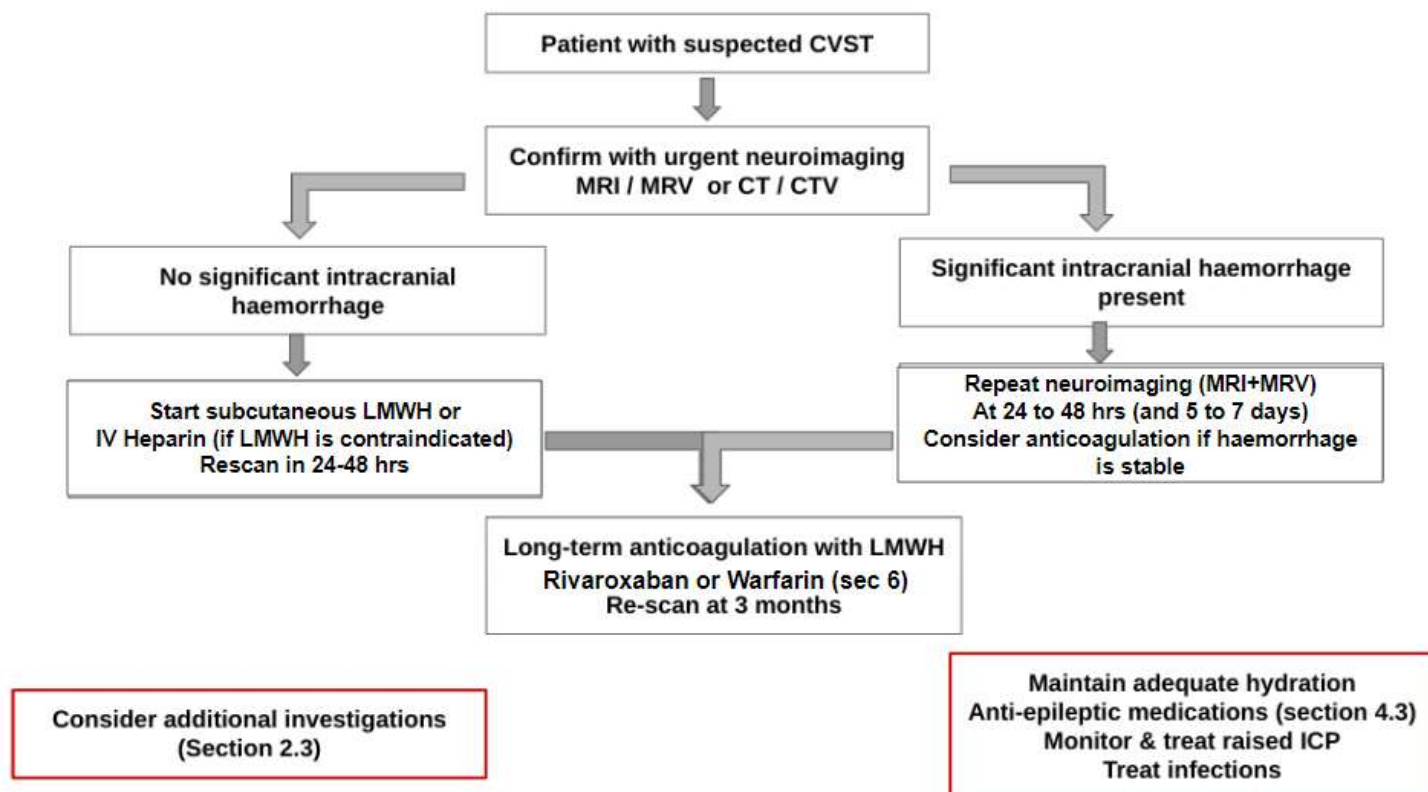 Patient with suspected CVST
Confirm with urgent neuroimaging
MRI / MRV or CT / CTV
No significant intracranial
haemorrhage
Significant intracranial haemorrhage
present
Start subcutaneous LMWH or
IV Heparin (if LMWH is contraindicated)
Rescan in 24-48 hrs
Repeat neuroimaging (MRI+MRV)
At 24 to 48 hrs (and 5 to 7 days)
Consider anticoagulation if haemorrhage
is stable
Long-term anticoagulation with LMWH
Rivaroxaban or Warfarin (sec 6)
Re-scan at 3 months
Consider additional investigations
(Section 2.3)
Maintain adequate hydration
Anti-epileptic medications (section 4.3)
Monitor & treat raised ICP
Treat infections